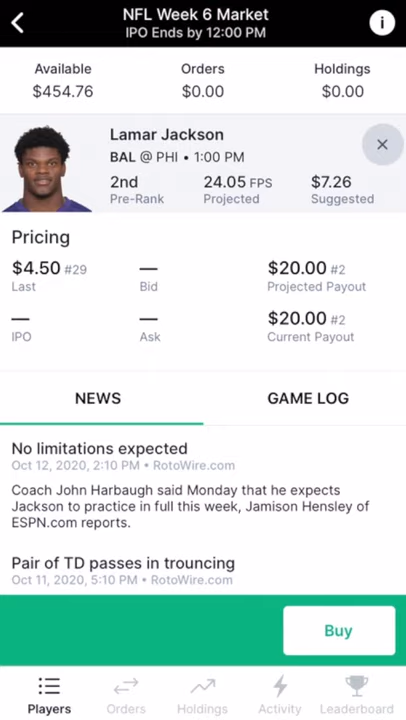 NFL Week 6 Market
IPO Ends by 12:00 PM
i
Available
Orders
Holdings
$454.76
$0.00
$0.00
Lamar Jackson
BAL @ PHI • 1:00 PM
2nd
24.05 FPS
$7.26
Pre-Rank
Projected
Suggested
Pricing
$4.50 #29
—
$20.00 #2
Last
Bid
Projected Payout
—
—
$20.00 #2
IPO
Ask
Current Payout
NEWS
GAME LOG
No limitations expected
Oct 12, 2020, 2:10 PM • RotoWire.com
Coach John Harbaugh said Monday that he expects
Jackson to practice in full this week, Jamison Hensley of
ESPN.com reports.
Pair of TD passes in trouncing
Oct 11, 2020, 5:10 PM • RotoWire.com
Buy
Players
Orders
Holdings
Activity
Leaderboard